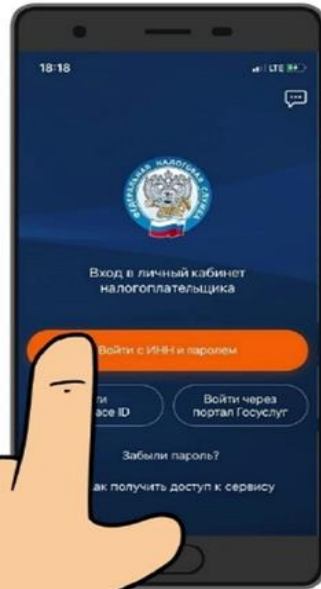 18:18
LTE
ФЕДЕРАЛЬНАЯ НАЛОГОВАЯ СЛУЖБА
Вход в личный кабинет
налогоплательщика
Войти с ИНН и паролем
ти
ace ID
Войти через
портал Госуслуг
Забыли пароль?
ак получить доступ к сервису